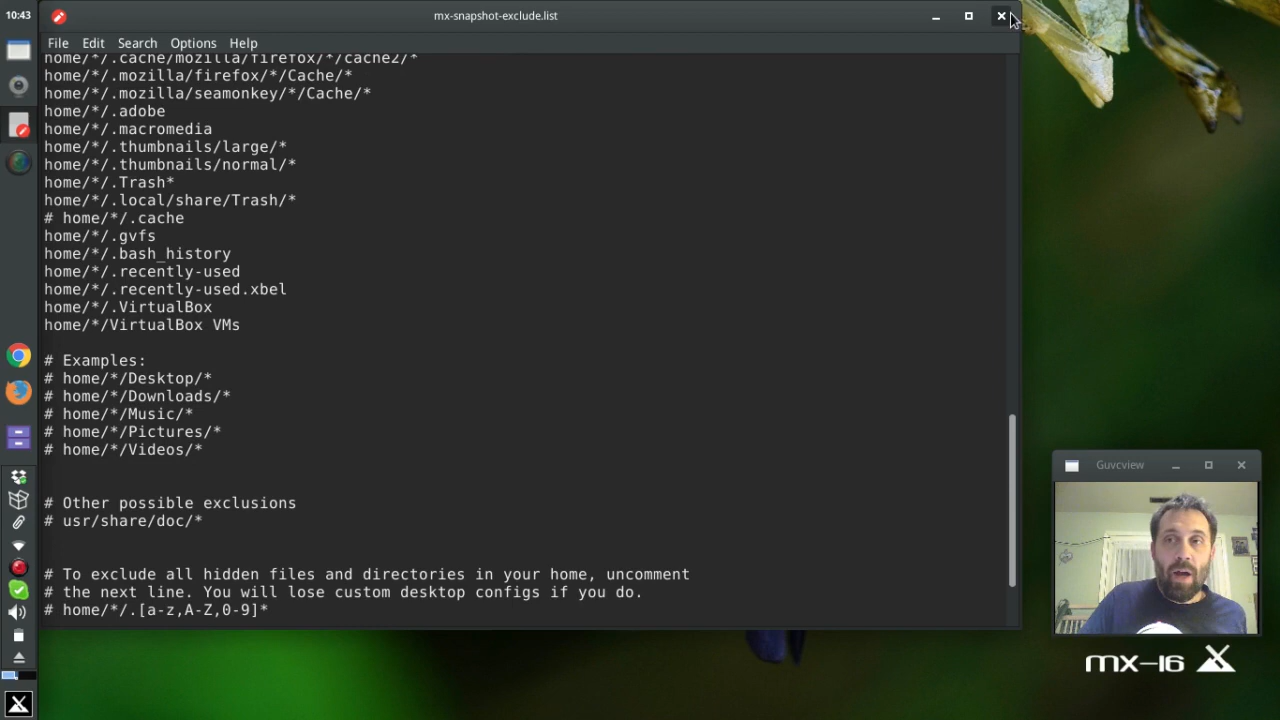 10:43
mx-snapshot-exclude.list
File Edit Search Options Help
home/*/.cache/mozilla/firefox/*/cache2/*
home/*/.mozilla/firefox/*/Cache/*
home/*/.mozilla/seamonkey/*/Cache/*
home/*/.adobe
home/*/.macromedia
home/*/.thumbnails/large/*
home/*/.thumbnails/normal/*
home/*/.Trash*
home/*/.local/share/Trash/*
# home/*/.cache
home/*/.gvfs
home/*/.bash_history
home/*/.recently-used
home/*/.recently-used.xbel
home/*/.VirtualBox
home/*/VirtualBox VMs
# Examples:
# home/*/Desktop/*
# home/*/Downloads/*
# home/*/Music/*
# home/*/Pictures/*
# home/*/Videos/*
# Other possible exclusions
# usr/share/doc/*
# To exclude all hidden files and directories in your home, uncomment
# the next line. You will lose custom desktop configs if you do.
# home/*/.[a-z,A-Z,0-9]*
Guvcview
mx-16